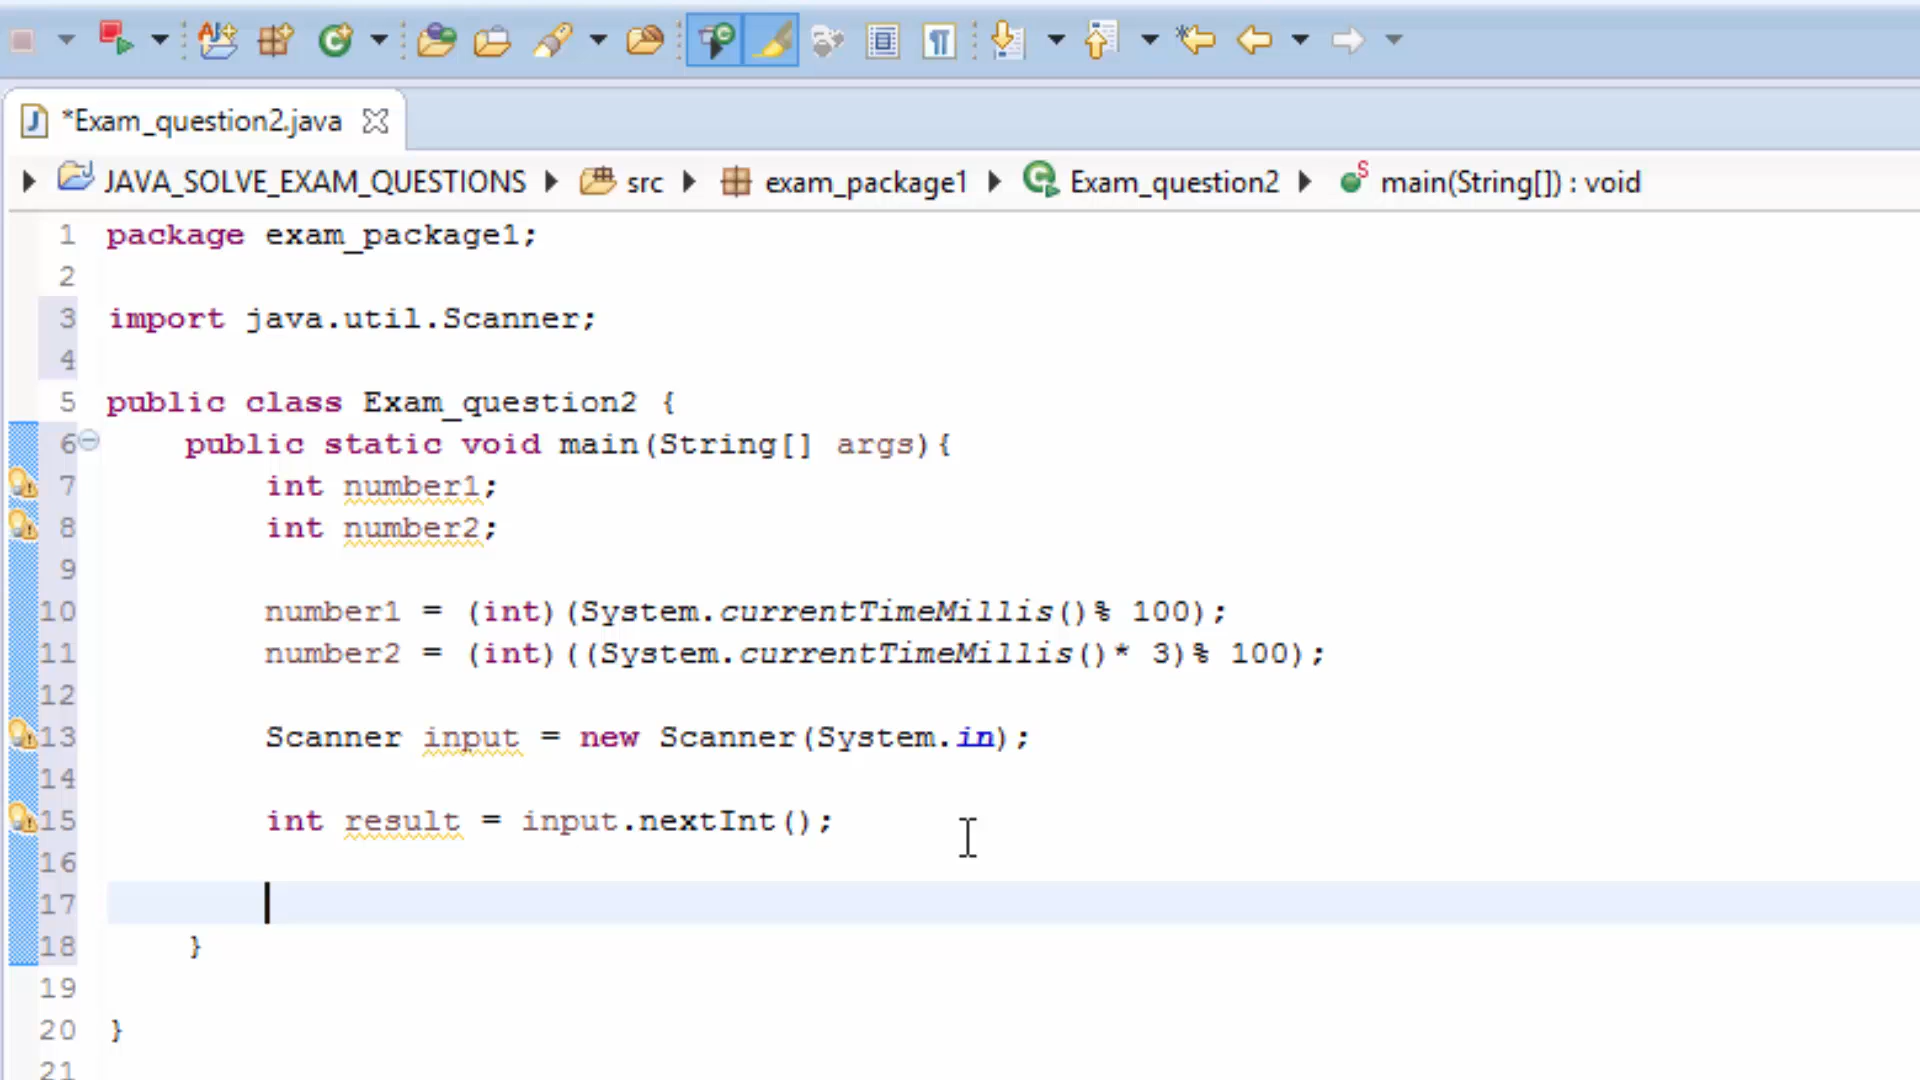 *Exam_question2.java
JAVA_SOLVE_EXAM_QUESTIONS src exam_package1 Exam_question2 main(String[]) : void
1 package exam_package1;
2
3 import java.util.Scanner;
4
5 public class Exam_question2 {
6 public static void main(String[] args){
7 int number1;
8 int number2;
9
10 number1 = (int)(System.currentTimeMillis()% 100);
11 number2 = (int)((System.currentTimeMillis()* 3)% 100);
12
13 Scanner input = new Scanner(System.in);
14
15 int result = input.nextInt();
16
17
18 }
19
20 }
21